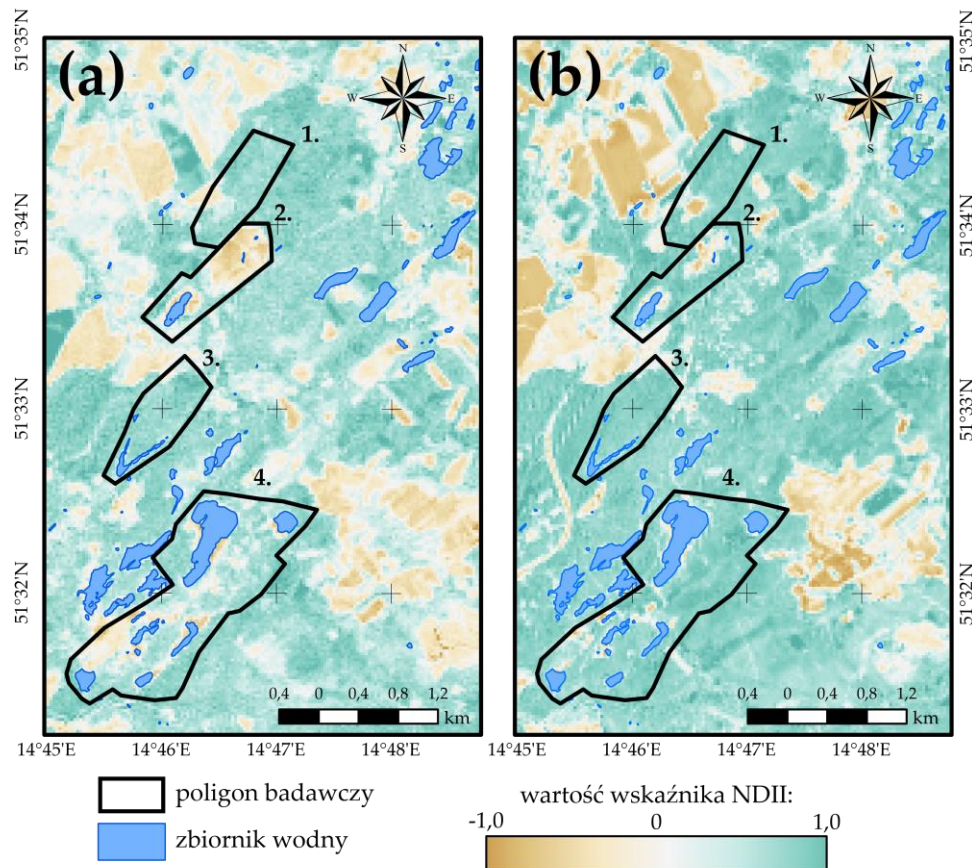 (a)
N
W E
S
1.
2.
3.
4.
0,4 0 0,4 0,8 1,2
km
51°35'N
51°34'N
51°33'N
51°32'N
14°45'E 14°46'E 14°47'E 14°48'E
(b)
N
W E
S
1.
2.
3.
4.
0,4 0 0,4 0,8 1,2
km
51°35'N
51°34'N
51°33'N
51°32'N
14°45'E 14°46'E 14°47'E 14°48'E
poligon badawczy
zbiornik wodny
wartość wskaźnika NDII:
-1,0 0 1,0